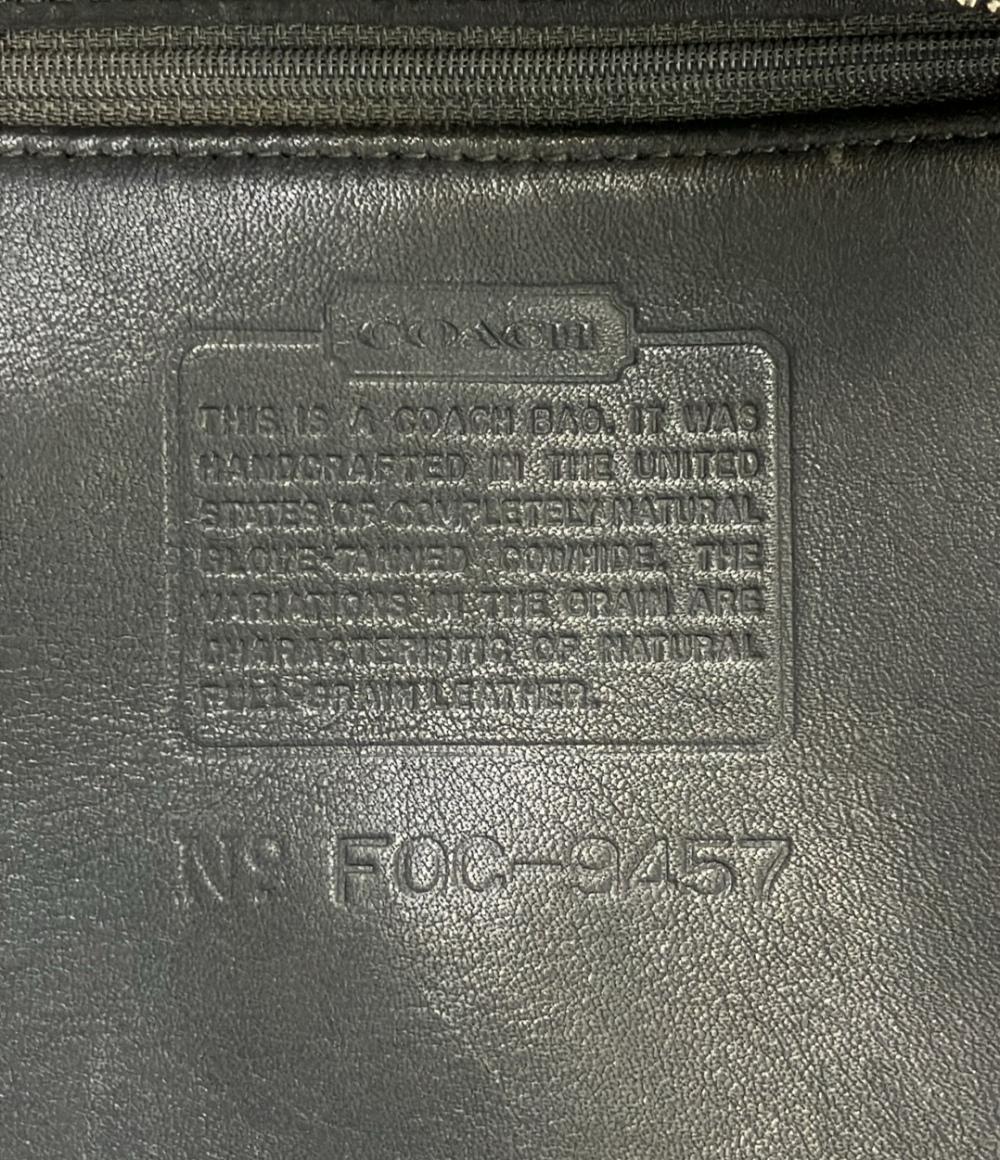 COACH
THIS IS A COACH BAG. IT WAS
HANDCRAFTED IN THE UNITED
STATES OF COMPLETELY NATURAL
GLOVE-TANNED COWHIDE. THE
VARIATIONS IN THE GRAIN ARE
CHARACTERISTIC OF NATURAL
FULL-GRAIN LEATHER.
Nº FOC-9457